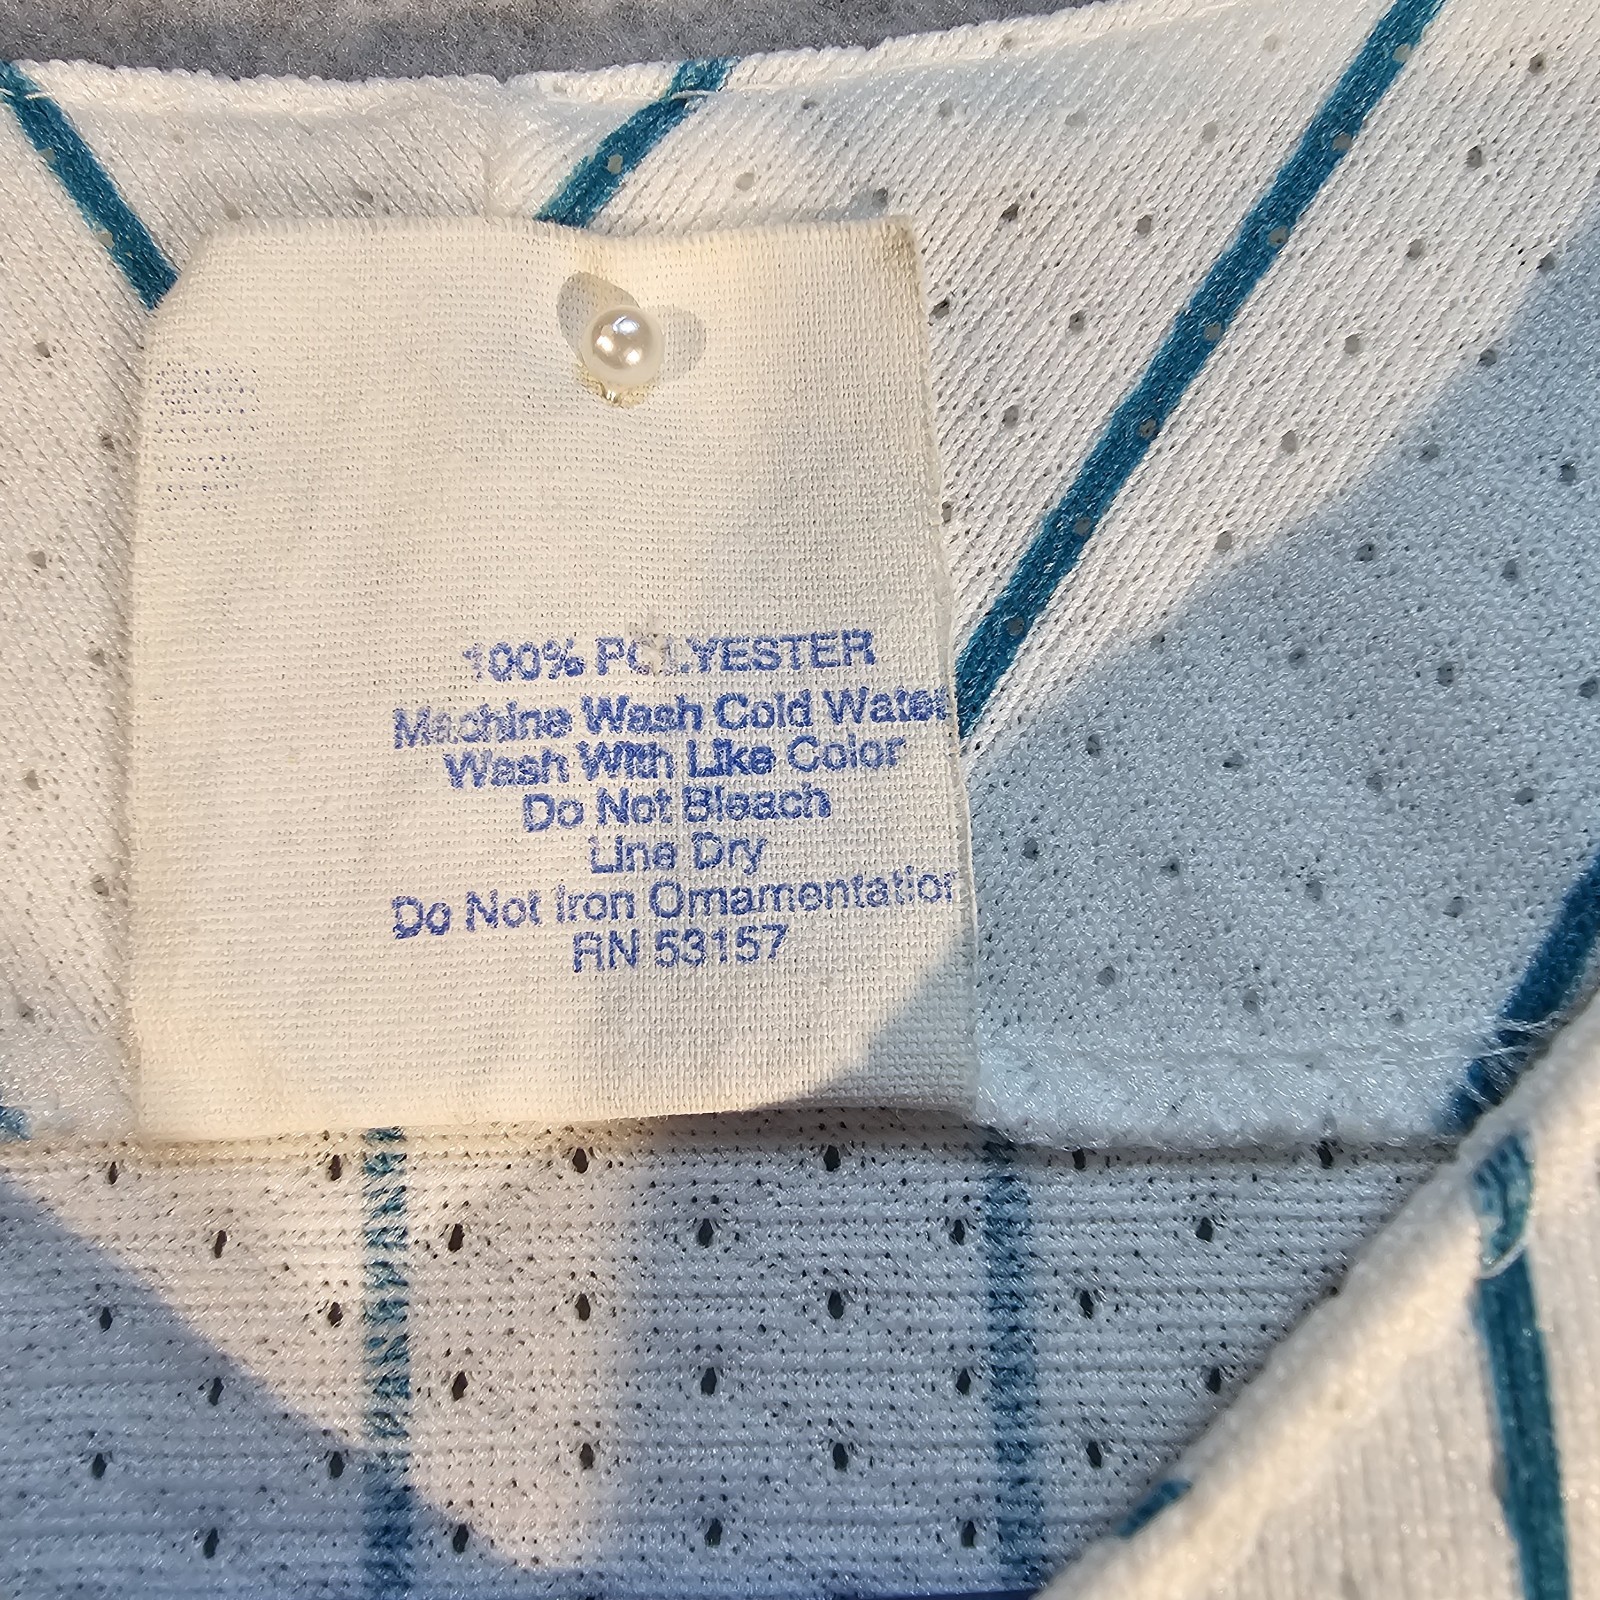 100% POLYESTER
Machine Wash Cold Water
Wash With Like Color
Do Not Bleach
Line Dry
Do Not Iron Ornamentation
RN 53157